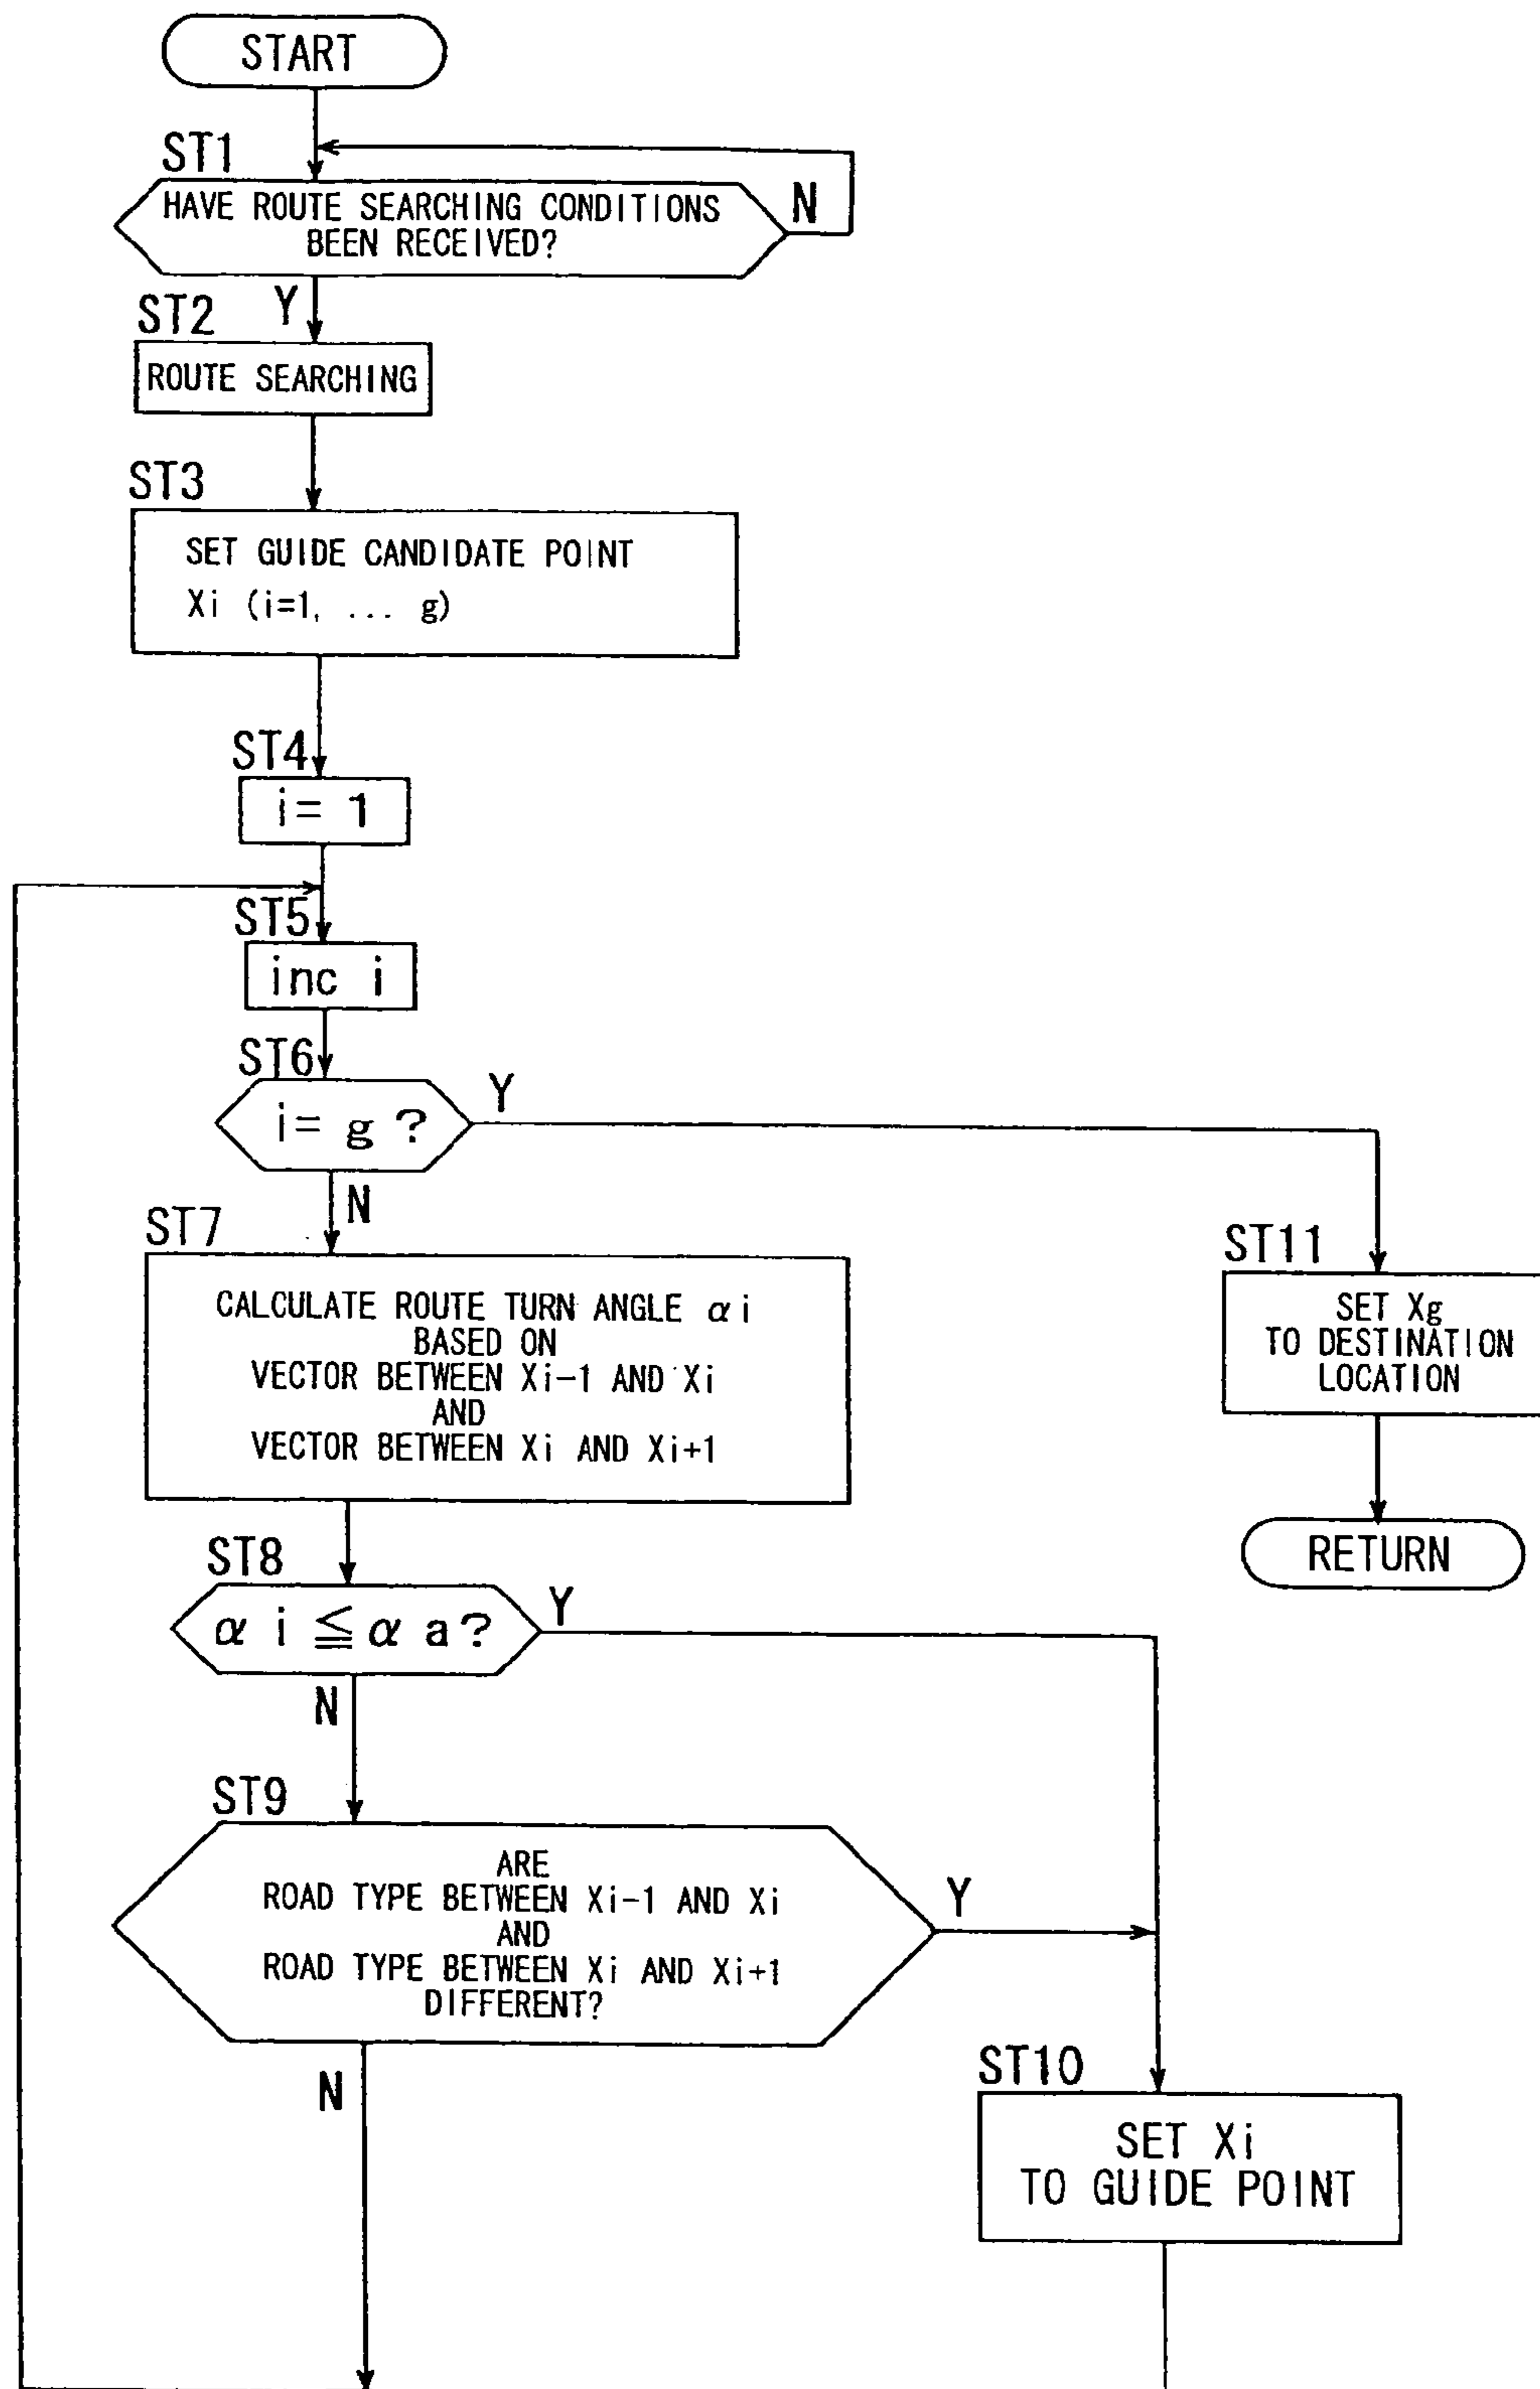 START
ST1
HAVE ROUTE SEARCHING CONDITIONS
BEEN RECEIVED?
N
Y
ST2
ROUTE SEARCHING
ST3
SET GUIDE CANDIDATE POINT
Xi (i=1, ... g)
ST4
i= 1
ST5
inc i
ST6
i= g ?
Y
N
ST7
CALCULATE ROUTE TURN ANGLE α i
BASED ON
VECTOR BETWEEN Xi-1 AND Xi
AND
VECTOR BETWEEN Xi AND Xi+1
ST11
SET Xg
TO DESTINATION
LOCATION
RETURN
ST8
α i ≦ α a?
Y
N
ST9
ARE
ROAD TYPE BETWEEN Xi-1 AND Xi
AND
ROAD TYPE BETWEEN Xi AND Xi+1
DIFFERENT?
Y
N
ST10
SET Xi
TO GUIDE POINT